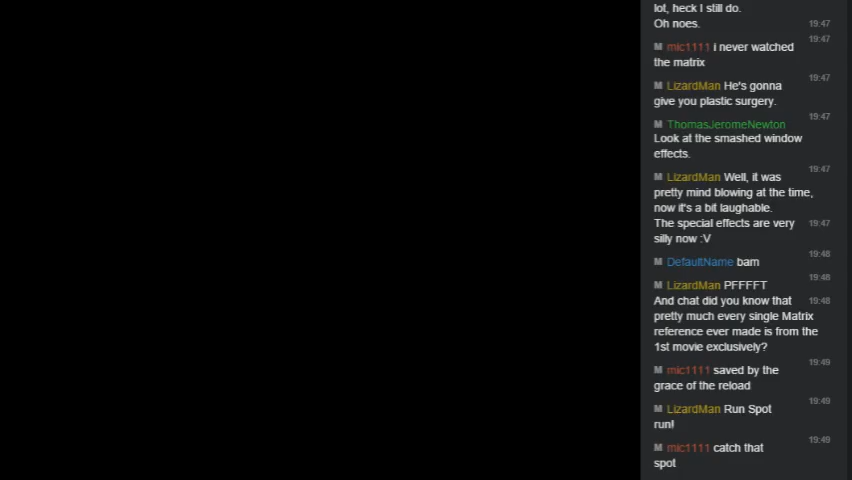 lot, heck I still do.
Oh noes. 19:47
19:47
M mic1111 i never watched
the matrix
19:47
M LizardMan He's gonna
give you plastic surgery.
19:47
M ThomasJeromeNewton
Look at the smashed window
effects.
19:47
M LizardMan Well, it was
pretty mind blowing at the time,
now it's a bit laughable.
The special effects are very 19:47
silly now :V
19:48
M DefaultName bam
19:48
M LizardMan PFFFFT
And chat did you know that 19:48
pretty much every single Matrix
reference ever made is from the
1st movie exclusively?
19:49
M mic1111 saved by the
grace of the reload
19:49
M LizardMan Run Spot
run!
19:49
M mic1111 catch that
spot